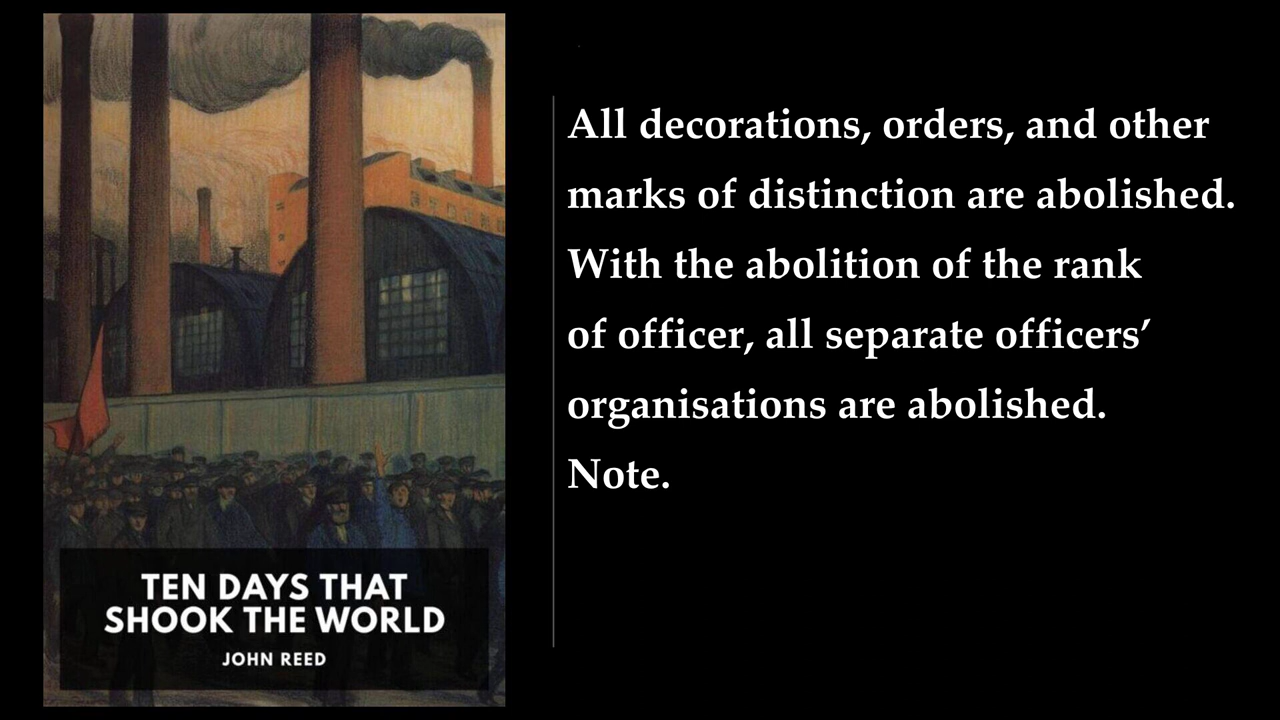 TEN DAYS THAT
SHOOK THE WORLD
JOHN REED
All decorations, orders, and other
marks of distinction are abolished.
With the abolition of the rank
of officer, all separate officers’
organisations are abolished.
Note.